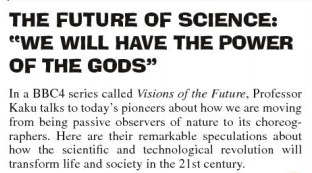 THE FUTURE OF SCIENCE:
“WE WILL HAVE THE POWER
OF THE GODS”
In a BBC4 series called Visions of the Future, Professor
Kaku talks to today's pioneers about how we are moving
from being passive observers of nature to its choreog-
raphers. Here are their remarkable speculations about
how the scientific and technological revolution will
transform life and society in the 21st century.